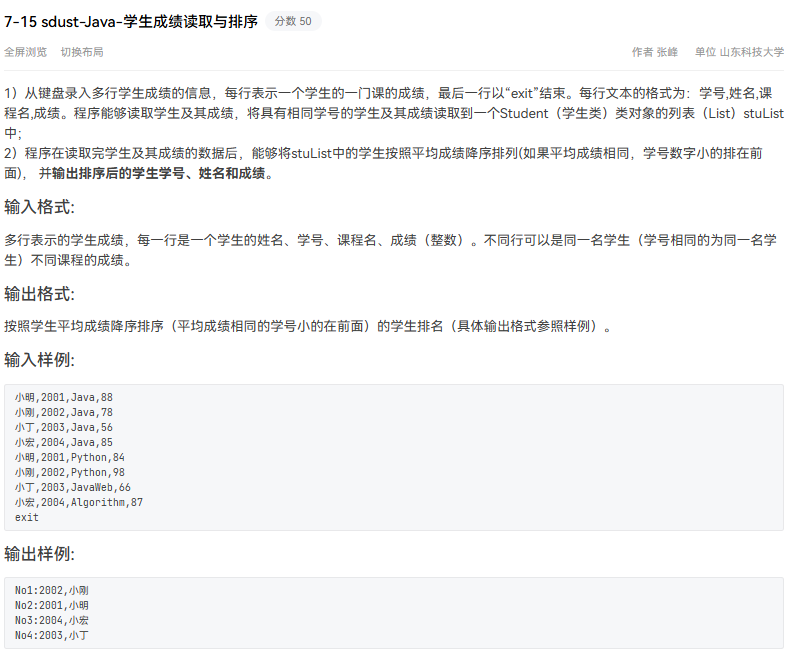 7-15 sdust-Java-学生成绩读取与排序 分数 50
全屏浏览 切换布局 作者 张峰 单位 山东科技大学
1）从键盘录入多行学生成绩的信息，每行表示一个学生的一门课的成绩，最后一行以“exit”结束。每行文本的格式为：学号,姓名,课
程名,成绩。程序能够读取学生及其成绩，将具有相同学号的学生及其成绩读取到一个Student（学生类）类对象的列表（List）stuList
中；
2）程序在读取完学生及其成绩的数据后，能够将stuList中的学生按照平均成绩降序排列(如果平均成绩相同，学号数字小的排在前
面)， 并输出排序后的学生学号、姓名和成绩。
输入格式:
多行表示的学生成绩，每一行是一个学生的姓名、学号、课程名、成绩（整数）。不同行可以是同一名学生（学号相同的为同一名学
生）不同课程的成绩。
输出格式:
按照学生平均成绩降序排序（平均成绩相同的学号小的在前面）的学生排名（具体输出格式参照样例）。
输入样例:
小明,2001,Java,88
小刚,2002,Java,78
小丁,2003,Java,56
小宏,2004,Java,85
小明,2001,Python,84
小刚,2002,Python,98
小丁,2003,JavaWeb,66
小宏,2004,Algorithm,87
exit
输出样例:
No1:2002,小刚
No2:2001,小明
No3:2004,小宏
No4:2003,小丁